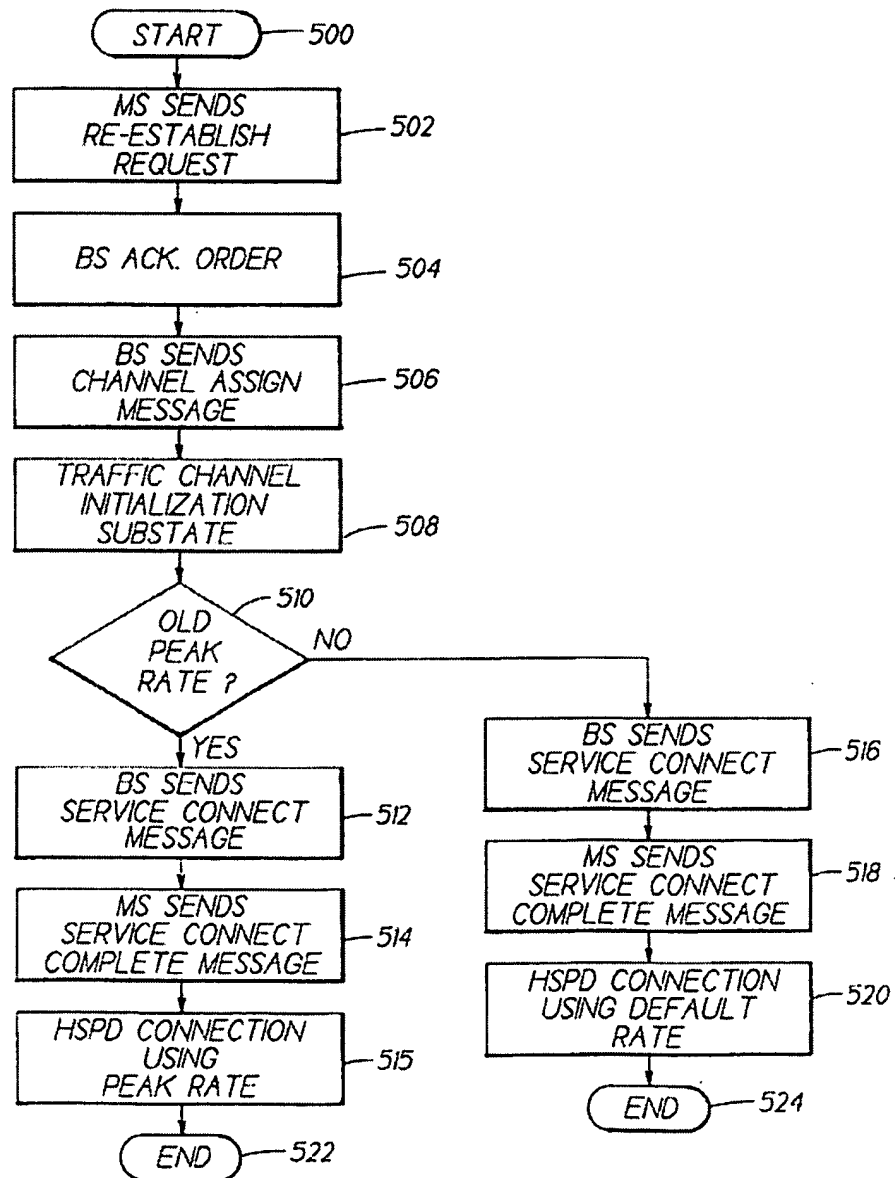 START
500
MS SENDS
RE-ESTABLISH
REQUEST
502
BS ACK. ORDER
504
BS SENDS
CHANNEL ASSIGN
MESSAGE
506
TRAFFIC CHANNEL
INITIALIZATION
SUBSTATE
508
510
OLD
PEAK
RATE ?
NO
YES
BS SENDS
SERVICE CONNECT
MESSAGE
512
MS SENDS
SERVICE CONNECT
COMPLETE MESSAGE
514
HSPD CONNECTION
USING
PEAK RATE
515
END
522
BS SENDS
SERVICE CONNECT
MESSAGE
516
MS SENDS
SERVICE CONNECT
COMPLETE MESSAGE
518
HSPD CONNECTION
USING DEFAULT
RATE
520
END
524